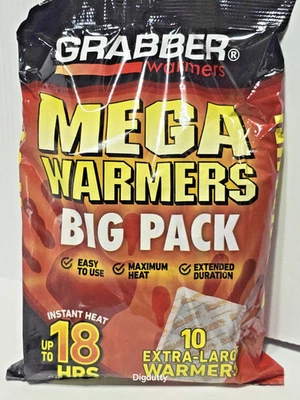 GRABBER®
warmers
MEGA
WARMERS
BIG PACK
EASY TO USE
MAXIMUM HEAT
EXTENDED DURATION
INSTANT HEAT
UP TO 18 HRS
10
EXTRA-LARG
WARMERS
Digdutty